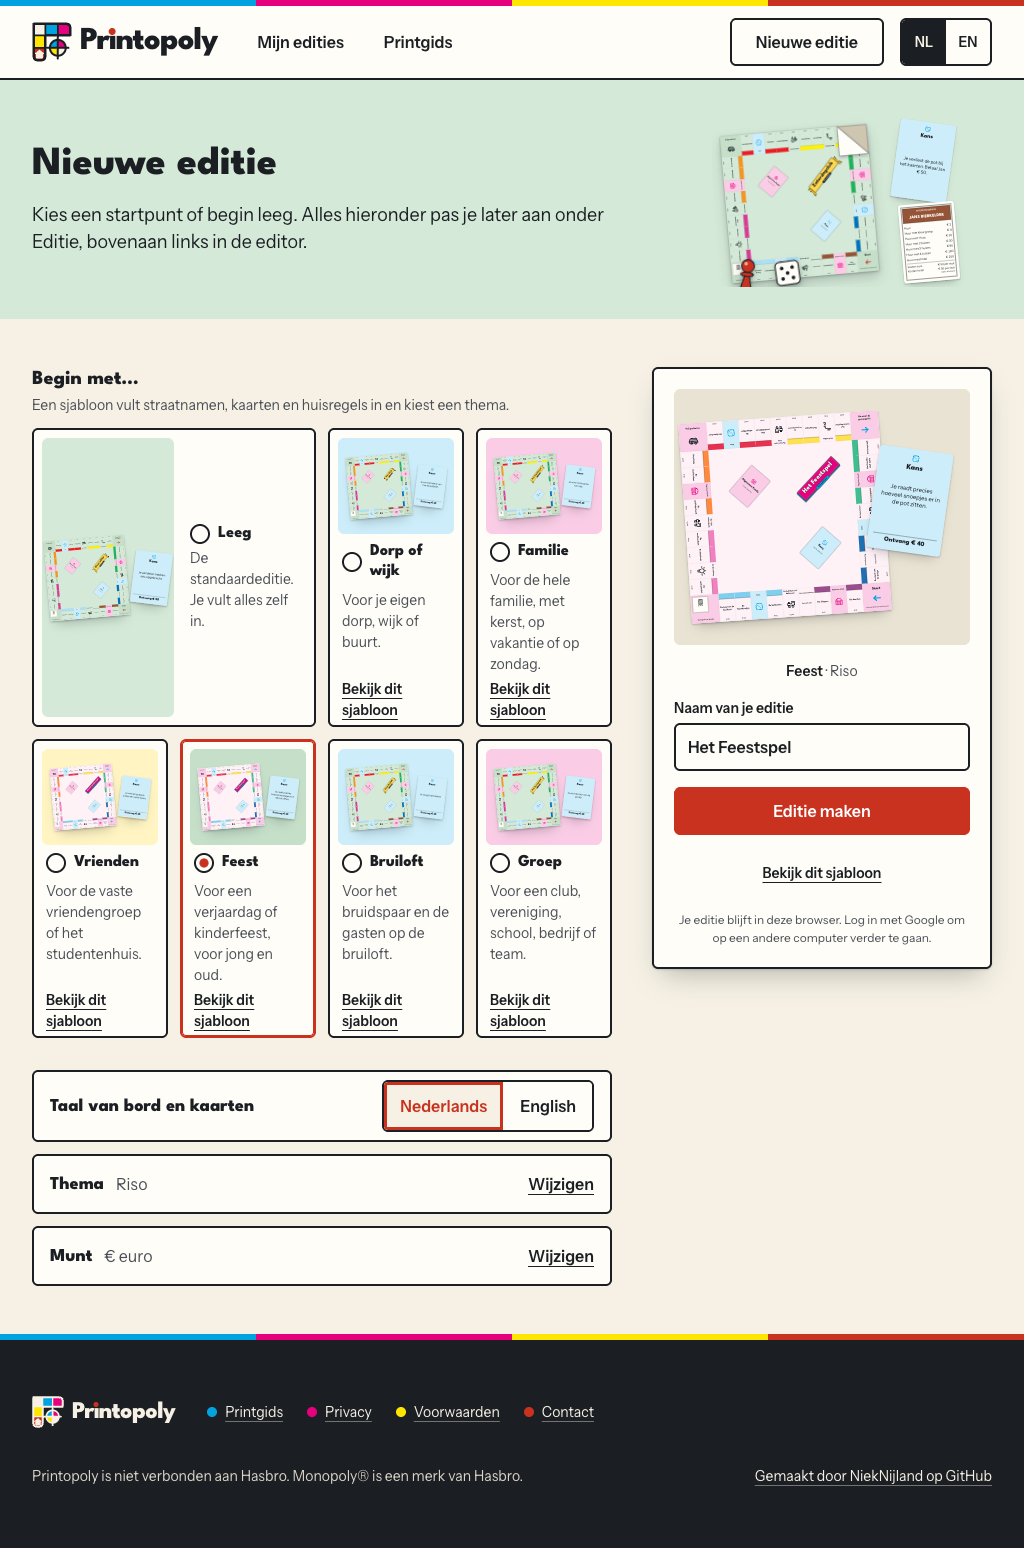 Printopoly
Mijn edities
Printgids
Nieuwe editie
NL
EN
Nieuwe editie
Kies een startpunt of begin leeg. Alles hieronder pas je later aan onder
Editie, bovenaan links in de editor.
Kans
Begin met...
Een sjabloon vult straatnamen, kaarten en huisregels in en kiest een thema.
Leeg
De
standaardeditie.
Je vult alles zelf
in.
Dorp of
wijk
Voor je eigen
dorp, wijk of
buurt.
Bekijk dit
sjabloon
Familie
Voor de hele
familie, met
kerst, op
vakantie of op
zondag.
Bekijk dit
sjabloon
Vrienden
Voor de vaste
vriendengroep
of het
studentenhuis.
Bekijk dit
sjabloon
Feest
Voor een
verjaardag of
kinderfeest,
voor jong en
oud.
Bekijk dit
sjabloon
Bruiloft
Voor het
bruidspaar en de
gasten op de
bruiloft.
Bekijk dit
sjabloon
Groep
Voor een club,
vereniging,
school, bedrijf of
team.
Bekijk dit
sjabloon
Het Feestspel
Kans
Je raadt precies
hoeveel snoepjes er in
de pot zitten.
Ontvang € 40
Feest · Riso
Naam van je editie
Het Feestspel
Editie maken
Bekijk dit sjabloon
Je editie blijft in deze browser. Log in met Google om
op een andere computer verder te gaan.
Taal van bord en kaarten
Nederlands
English
Thema Riso
Wijzigen
Munt € euro
Wijzigen
Printopoly
Printgids
Privacy
Voorwaarden
Contact
Printopoly is niet verbonden aan Hasbro. Monopoly® is een merk van Hasbro.
Gemaakt door NiekNijland op GitHub